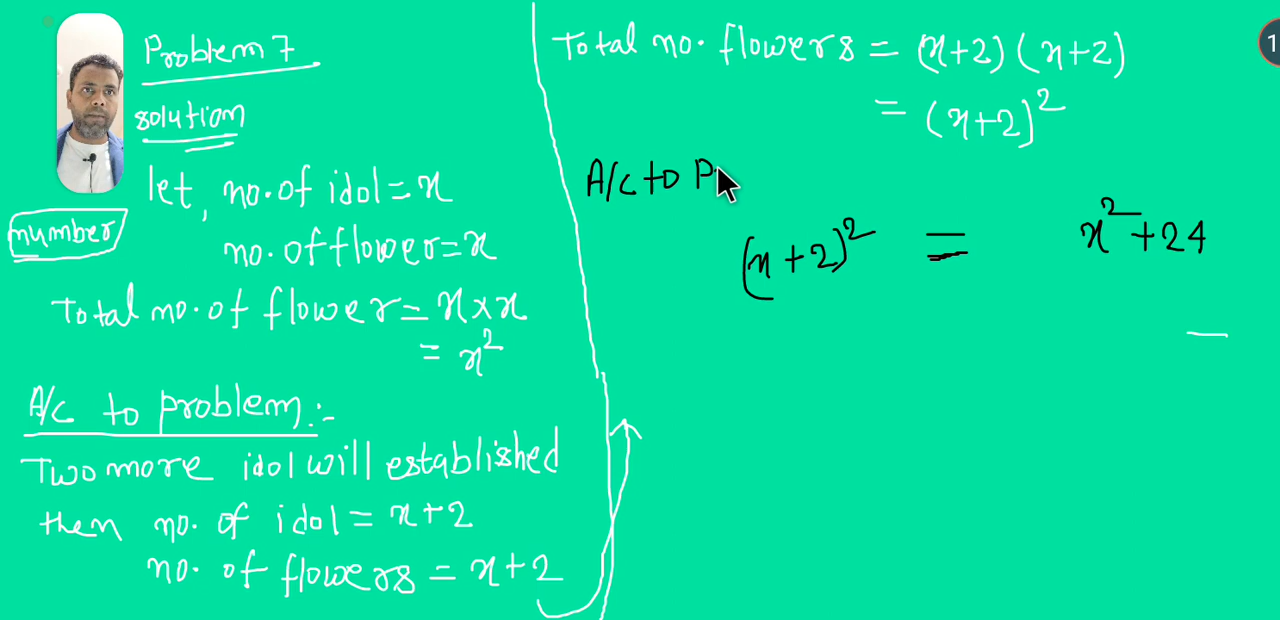 Problem 7
solution
let, no. of idol = x
number
no. of flower = x
Total no. of flower = x × x
= x²
A/c to problem:-
Two more idol will established
then no. of idol = x+2
no. of flowers = x+2
Total no. flowers = (x+2) (x+2)
= (x+2)²
A/c to P
(x+2)² = x²+24
1